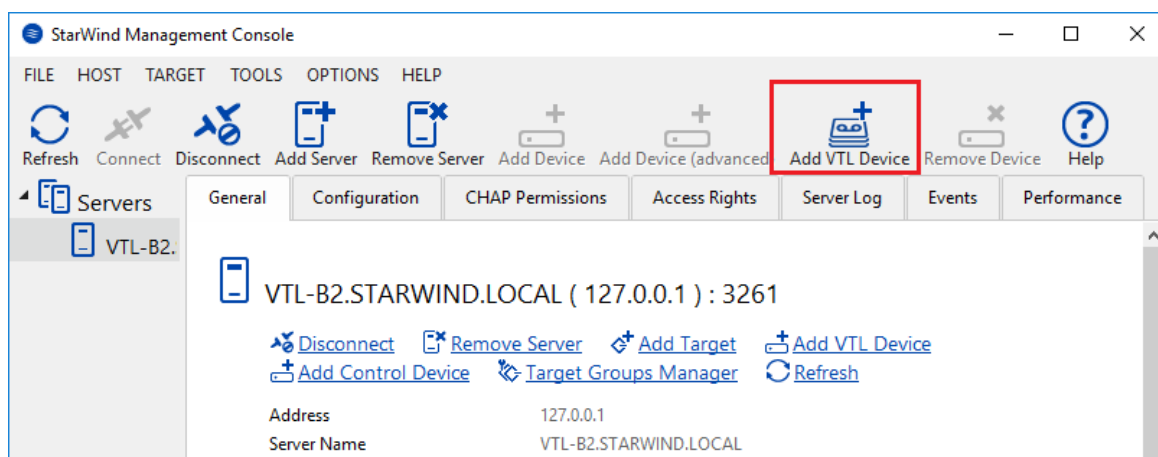 StarWind Management Console
FILE HOST TARGET TOOLS OPTIONS HELP
Refresh Connect Disconnect Add Server Remove Server Add Device Add Device (advanced) Add VTL Device Remove Device Help
Servers General Configuration CHAP Permissions Access Rights Server Log Events Performance
VTL-B2.
VTL-B2.STARWIND.LOCAL ( 127.0.0.1 ) : 3261
Disconnect Remove Server Add Target Add VTL Device
Add Control Device Target Groups Manager Refresh
Address 127.0.0.1
Server Name VTL-B2.STARWIND.LOCAL